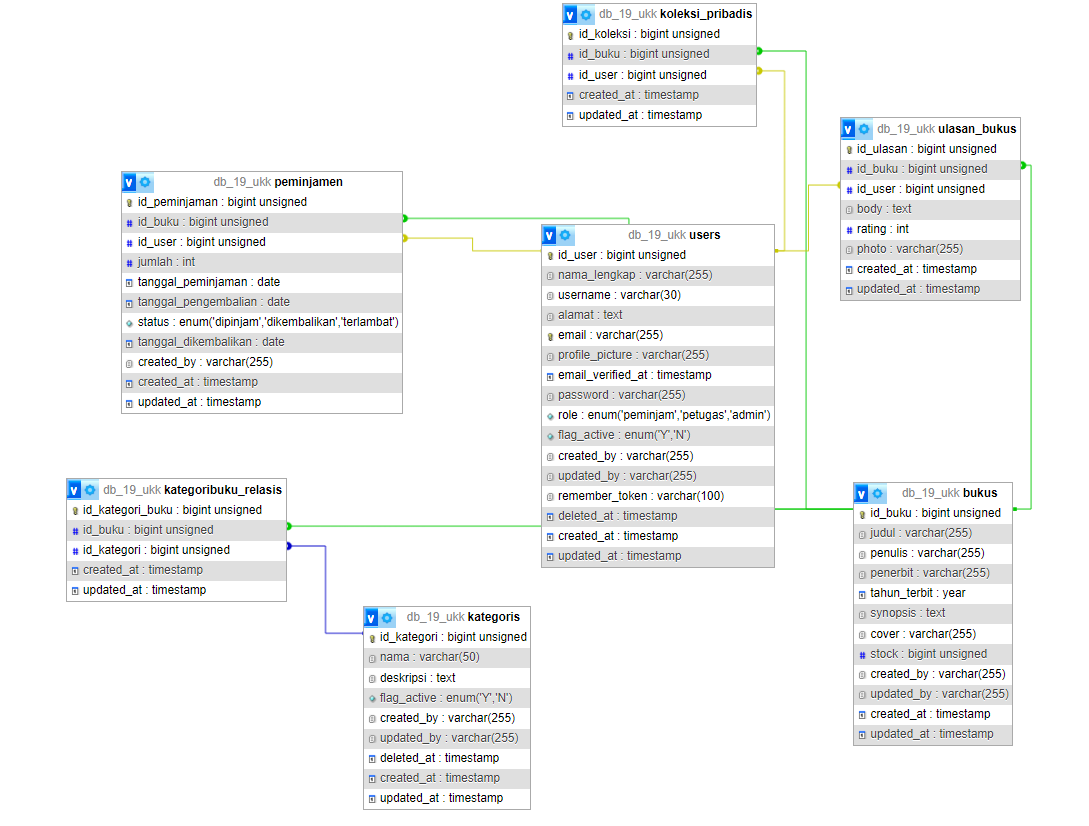 db_19_ukk koleksi_pribadis
id_koleksi : bigint unsigned
id_buku : bigint unsigned
id_user : bigint unsigned
created_at : timestamp
updated_at : timestamp
db_19_ukk ulasan_bukus
id_ulasan : bigint unsigned
id_buku : bigint unsigned
id_user : bigint unsigned
body : text
rating : int
photo : varchar(255)
created_at : timestamp
updated_at : timestamp
db_19_ukk peminjamen
id_peminjaman : bigint unsigned
id_buku : bigint unsigned
id_user : bigint unsigned
jumlah : int
tanggal_peminjaman : date
tanggal_pengembalian : date
status : enum('dipinjam','dikembalikan','terlambat')
tanggal_dikembalikan : date
created_by : varchar(255)
created_at : timestamp
updated_at : timestamp
db_19_ukk users
id_user : bigint unsigned
nama_lengkap : varchar(255)
username : varchar(30)
alamat : text
email : varchar(255)
profile_picture : varchar(255)
email_verified_at : timestamp
password : varchar(255)
role : enum('peminjam','petugas','admin')
flag_active : enum('Y','N')
created_by : varchar(255)
updated_by : varchar(255)
remember_token : varchar(100)
deleted_at : timestamp
created_at : timestamp
updated_at : timestamp
db_19_ukk kategoribuku_relasis
id_kategori_buku : bigint unsigned
id_buku : bigint unsigned
id_kategori : bigint unsigned
created_at : timestamp
updated_at : timestamp
db_19_ukk bukus
id_buku : bigint unsigned
judul : varchar(255)
penulis : varchar(255)
penerbit : varchar(255)
tahun_terbit : year
synopsis : text
cover : varchar(255)
stock : bigint unsigned
created_by : varchar(255)
updated_by : varchar(255)
created_at : timestamp
updated_at : timestamp
db_19_ukk kategoris
id_kategori : bigint unsigned
nama : varchar(50)
deskripsi : text
flag_active : enum('Y','N')
created_by : varchar(255)
updated_by : varchar(255)
deleted_at : timestamp
created_at : timestamp
updated_at : timestamp